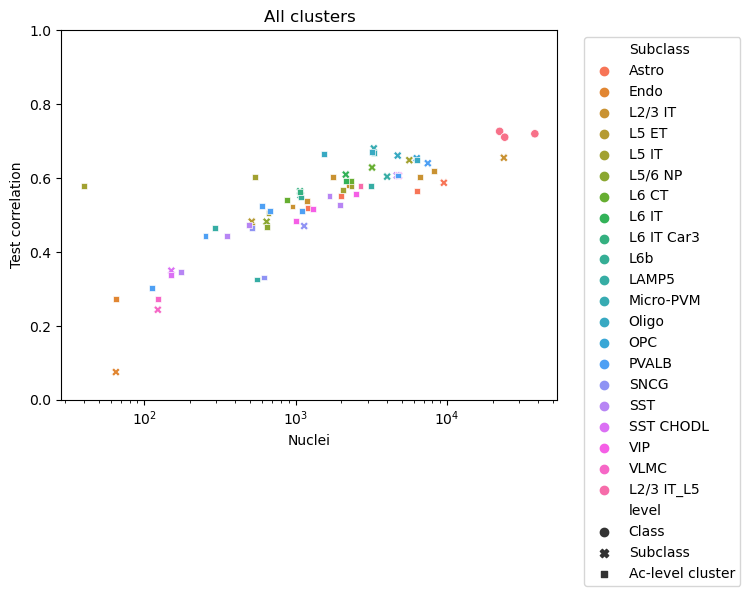 All clusters
1.0
0.8
0.6
0.4
0.2
0.0
Test correlation
10²
10³
10⁴
Nuclei
Subclass
Astro
Endo
L2/3 IT
L5 ET
L5 IT
L5/6 NP
L6 CT
L6 IT
L6 IT Car3
L6b
LAMP5
Micro-PVM
Oligo
OPC
PVALB
SNCG
SST
SST CHODL
VIP
VLMC
L2/3 IT_L5
level
Class
Subclass
Ac-level cluster